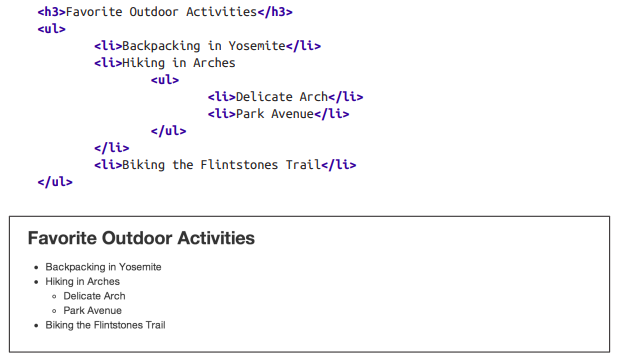 <h3>Favorite Outdoor Activities</h3>
<ul>
<li>Backpacking in Yosemite</li>
<li>Hiking in Arches
<ul>
<li>Delicate Arch</li>
<li>Park Avenue</li>
</ul>
</li>
<li>Biking the Flintstones Trail</li>
</ul>
Favorite Outdoor Activities
Backpacking in Yosemite
Hiking in Arches
Delicate Arch
Park Avenue
Biking the Flintstones Trail